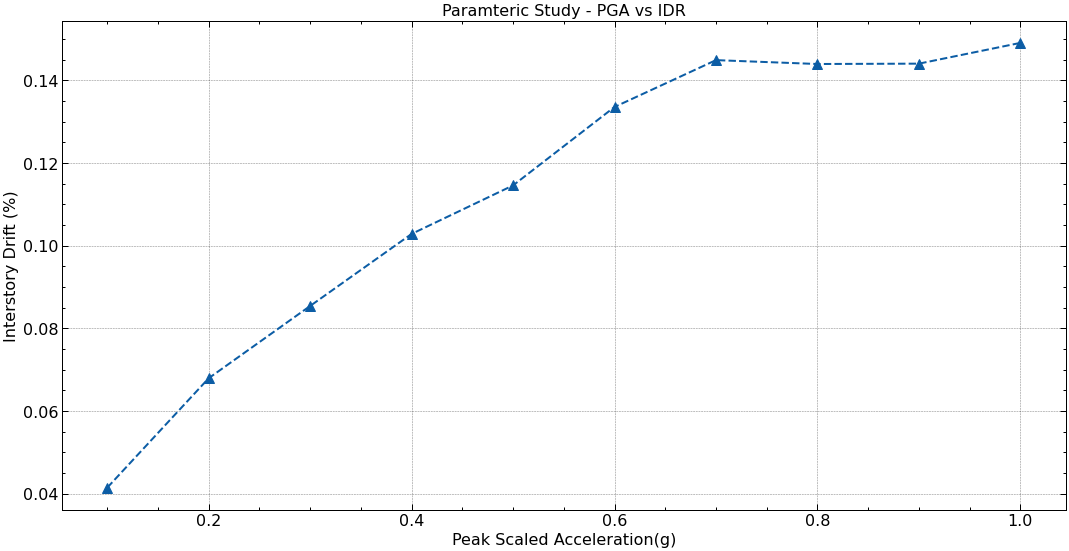 Paramteric Study - PGA vs IDR
Interstory Drift (%)
0.14
0.12
0.10
0.08
0.06
0.04
0.2 0.4 0.6 0.8 1.0
Peak Scaled Acceleration(g)